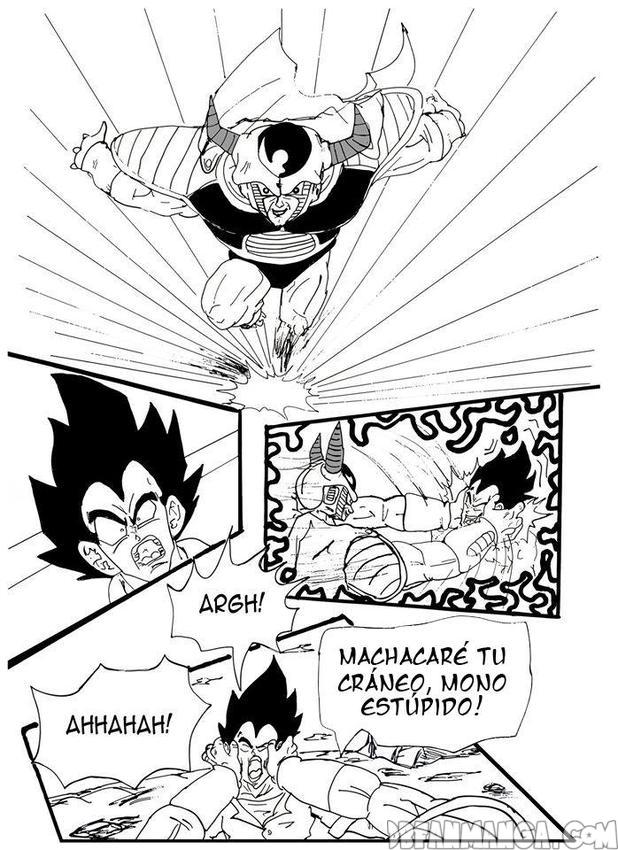 ARGH!
MACHACARÉ TU
CRÁNEO, MONO
ESTÚPIDO!
AHHAHAH!
DBFANMANGA.COM